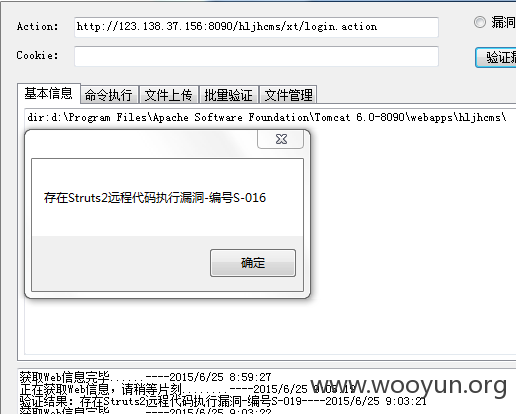 Action: http://123.138.37.156:8090/hljhcms/xt/login.action
漏洞
Cookie:
验证漏
基本信息 命令执行 文件上传 批量验证 文件管理
dir:d:\Program Files\Apache Software Foundation\Tomcat 6.0-8090\webapps\hljhcms\
存在Struts2远程代码执行漏洞-编号S-016
确定
获取Web信息完毕......----2015/6/25 8:59:27
正在获取Web信息，请稍等片刻........----2015/6/25
验证结果：存在Struts2远程代码执行漏洞-编号S-019----2015/6/25 9:03:21
获取Web信息完毕......----2015/6/25 9:03:22
www.wooyun.org